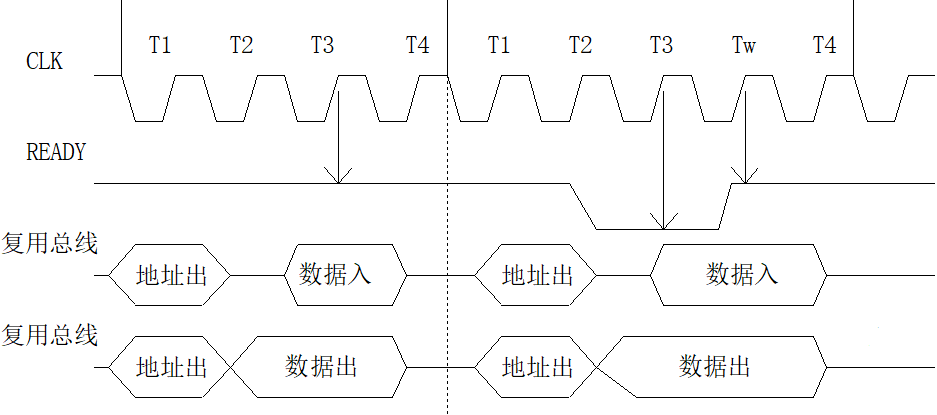 T1 T2 T3 T4 T1 T2 T3 Tw T4
CLK
READY
复用总线
地址出 数据入 地址出 数据入
复用总线
地址出 数据出 地址出 数据出